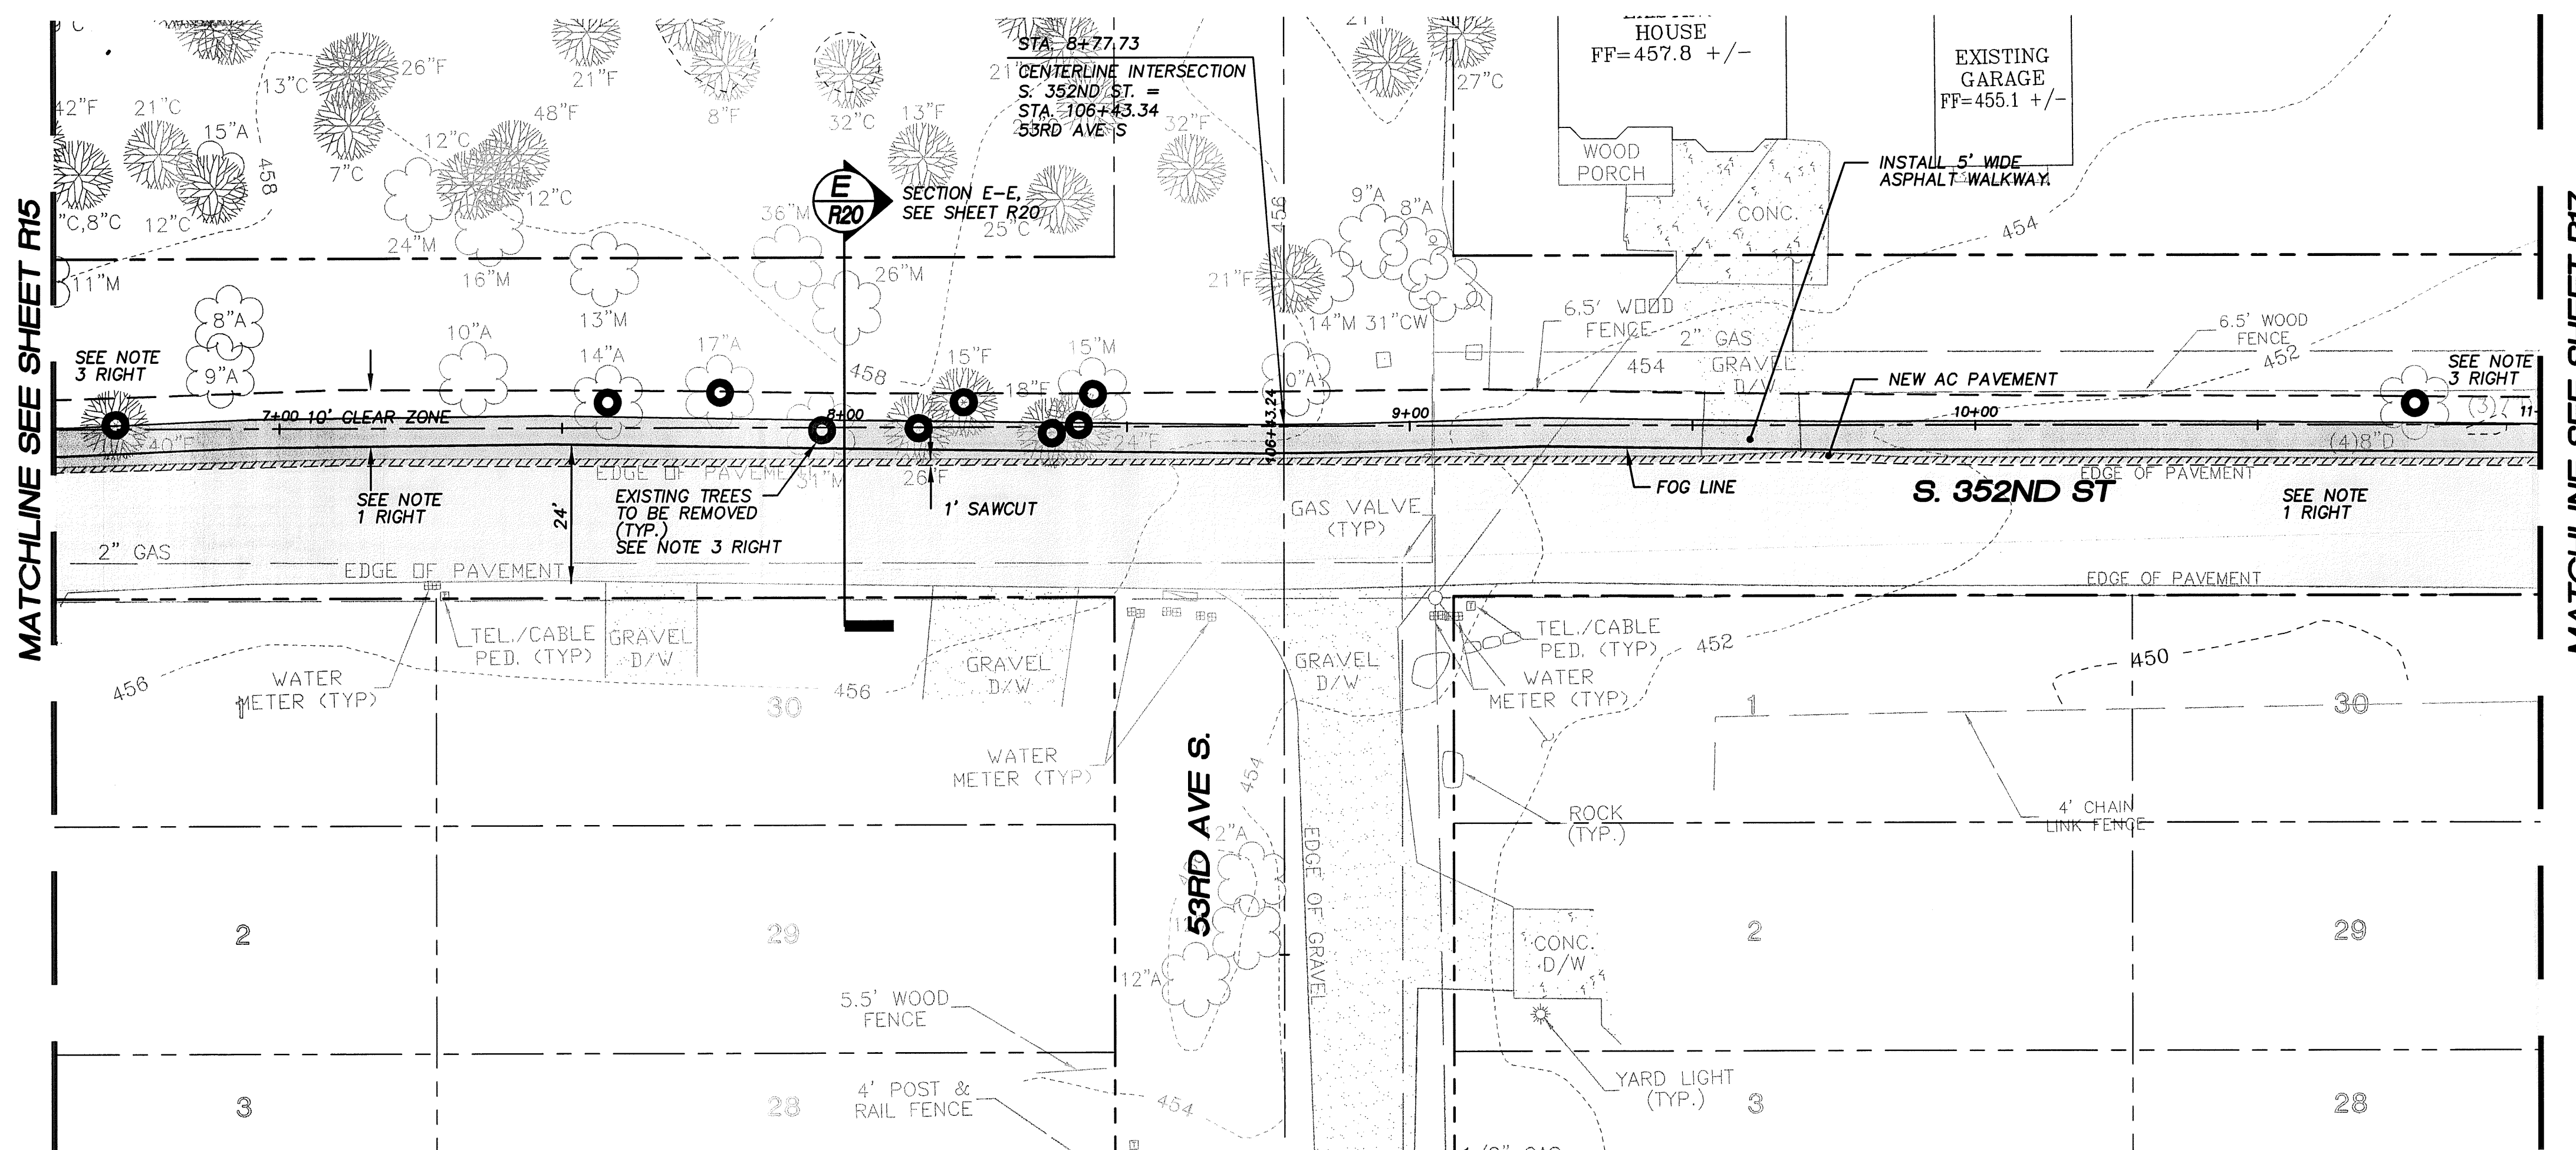 MATCHLINE SEE SHEET R15
STA. 8+77.73
CENTERLINE INTERSECTION
S. 352ND ST. =
STA. 106+43.34
53RD AVE S
HOUSE
FF=457.8 +/-
EXISTING
GARAGE
FF=455.1 +/-
26"F
13"C
21"F
8"F
32"C
13"F
32"F
27"C
42"F
21"C
15"A
7"C
12"C
48"F
12"C
"C,8"C
12"C
458
24"M
16"M
13"M
36"M
26"M
25"C
11"M
E
R20
SECTION E-E,
SEE SHEET R20
WOOD
PORCH
CONC.
INSTALL 5' WIDE
ASPHALT WALKWAY.
454
456
9"A
8"A
21"F
14"M
31"CW
6.5' WOOD
FENCE
2" GAS
GRAVEL
D/W
454
6.5' WOOD
FENCE
452
SEE NOTE
3 RIGHT
8"A
9"A
10"A
14"A
17"A
458
15"F
18"F
15"M
0"A
SEE NOTE
3 RIGHT
NEW AC PAVEMENT
7+00
10' CLEAR ZONE
8+00
9+00
10+00
11
40"F
24"F
26"F
31"M
(4)8"D
106+43.24
EDGE OF PAVEMENT
EDGE OF PAVEMENT
SEE NOTE
1 RIGHT
24'
EXISTING TREES
TO BE REMOVED
(TYP.)
SEE NOTE 3 RIGHT
1' SAWCUT
GAS VALVE
(TYP)
FOG LINE
S. 352ND ST
SEE NOTE
1 RIGHT
2" GAS
EDGE OF PAVEMENT
EDGE OF PAVEMENT
TEL./CABLE
PED. (TYP)
GRAVEL
D/W
GRAVEL
D/W
GRAVEL
D/W
TEL./CABLE
PED. (TYP)
WATER
METER (TYP)
452
450
456
WATER
METER (TYP)
1
30
456
1
30
WATER
METER (TYP)
53RD AVE S.
454
ROCK
(TYP.)
4' CHAIN
LINK FENCE
12"A
EDGE OF GRAVEL
2
29
12"A
CONC.
D/W
2
29
5.5' WOOD
FENCE
4' POST &
RAIL FENCE
454
YARD LIGHT
(TYP.)
3
28
3
28